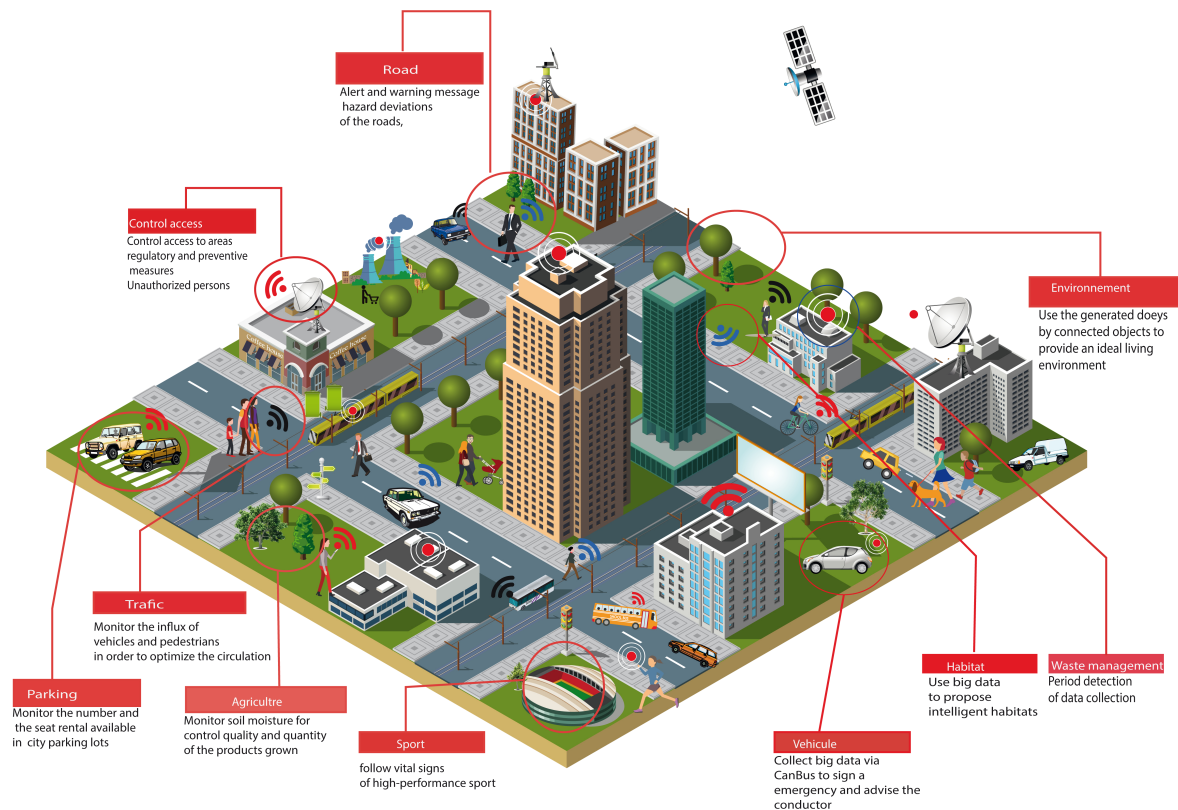 Road
Alert and warning message
hazard deviations
of the roads,
Control access
Control access to areas
regulatory and preventive
measures
Unauthorized persons
Environnement
Use the generated doeys
by connected objects to
provide an ideal living
environment
Coffee house
Coffee house
Trafic
Monitor the influx of
vehicles and pedestrians
in order to optimize the circulation
Parking
Monitor the number and
the seat rental available
in city parking lots
Agricultre
Monitor soil moisture for
control quality and quantity
of the products grown
Sport
follow vital signs
of high-performance sport
Habitat
Use big data
to propose
intelligent habitats
Waste management
Period detection
of data collection
Vehicule
Collect big data via
CanBus to sign a
emergency and advise the
conductor